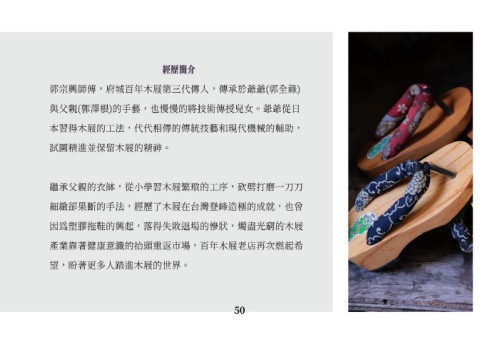 經歷簡介
郭宗興師傅，府城百年木屐第三代傳人，傳承於爺爺(郭全祿)
與父親(郭澤根)的手藝，也慢慢的將技術傳授兒女。爺爺從日
本習得木屐的工法，代代相傳的傳統技藝和現代機械的輔助，
試圖精進並保留木屐的精神。
繼承父親的衣缽，從小學習木屐繁瑣的工序，砍劈打磨一刀刀
細緻卻果斷的手法，經歷了木屐在台灣登峰造極的成就，也曾
因為塑膠拖鞋的興起，落得失敗退場的慘狀，燭盡光窮的木屐
產業靠著健康意識的抬頭重返市場，百年木屐老店再次燃起希
望，盼著更多人踏進木屐的世界。
50